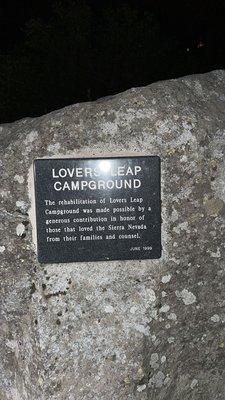 LOVERS LEAP
CAMPGROUND
The rehabilitation of Lovers Leap
Campground was made possible by a
generous contribution in honor of
those that loved the Sierra Nevada
from their families and counsel.
JUNE 1999